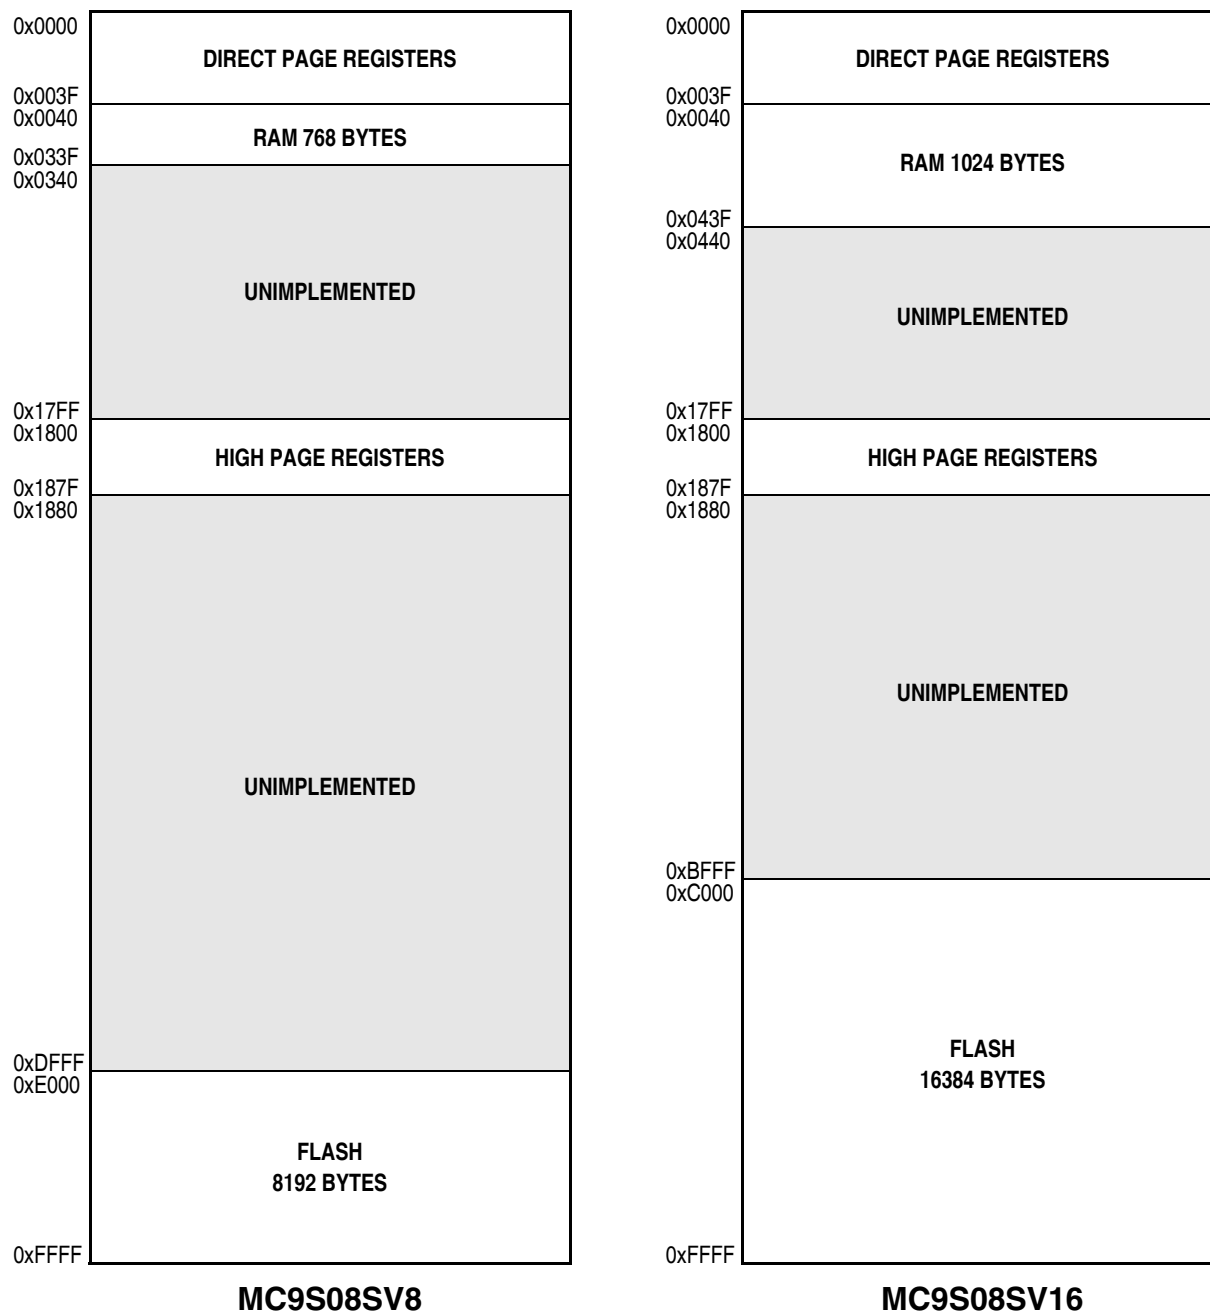 0x0000
DIRECT PAGE REGISTERS
0x003F
0x0040
RAM 768 BYTES
0x033F
0x0340
UNIMPLEMENTED
0x17FF
0x1800
HIGH PAGE REGISTERS
0x187F
0x1880
UNIMPLEMENTED
0xDFFF
0xE000
FLASH
8192 BYTES
0xFFFF
MC9S08SV8
0x0000
DIRECT PAGE REGISTERS
0x003F
0x0040
RAM 1024 BYTES
0x043F
0x0440
UNIMPLEMENTED
0x17FF
0x1800
HIGH PAGE REGISTERS
0x187F
0x1880
UNIMPLEMENTED
0xBFFF
0xC000
FLASH
16384 BYTES
0xFFFF
MC9S08SV16